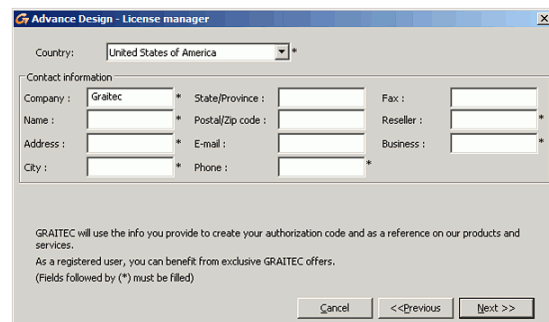 Advance Design - License manager
Country: United States of America *
Contact information
Company : Graitec * State/Province : Fax :
Name : * Postal/Zip code : Reseller : *
Address : * E-mail : Business : *
City : * Phone : *
GRAITEC will use the info you provide to create your authorization code and as a reference on our products and
services.
As a registered user, you can benefit from exclusive GRAITEC offers.
(Fields followed by (*) must be filled)
Cancel <<Previous Next >>